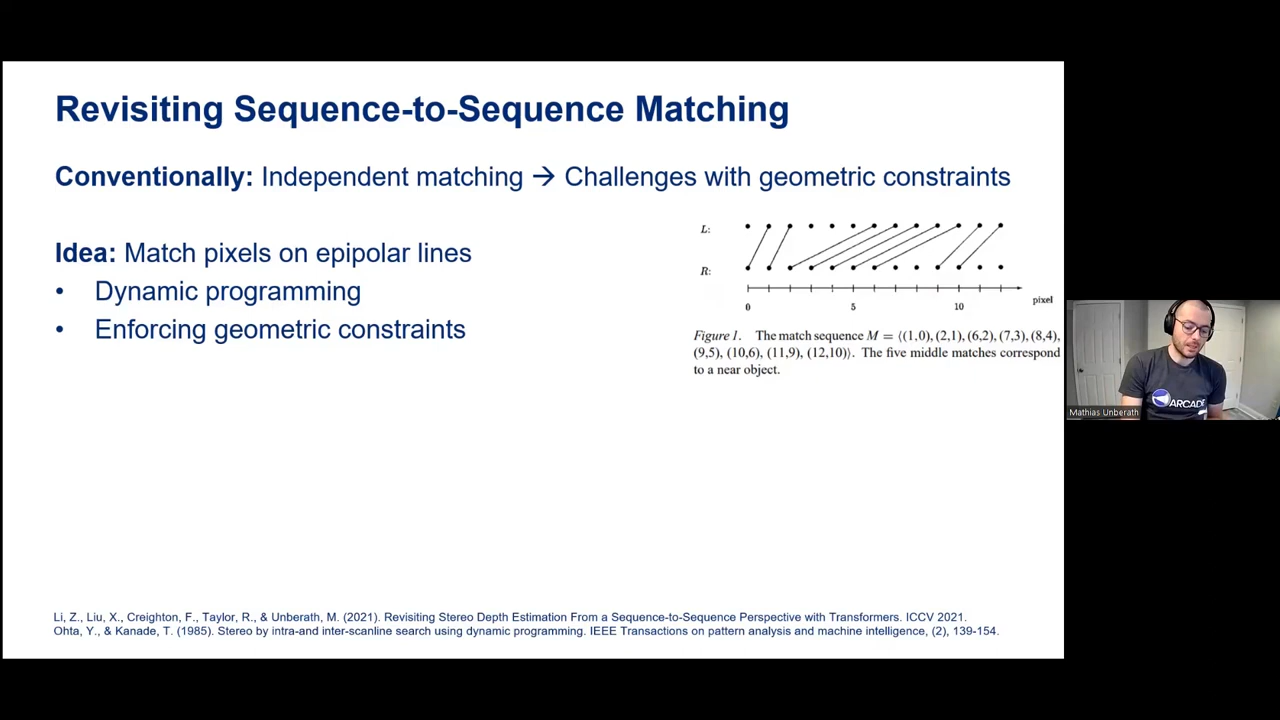 Revisiting Sequence-to-Sequence Matching
Conventionally: Independent matching → Challenges with geometric constraints
Idea: Match pixels on epipolar lines
• Dynamic programming
• Enforcing geometric constraints
L:
R:
0 5 10 pixel
Figure 1. The match sequence M = ⟨(1,0), (2,1), (6,2), (7,3), (8,4),
(9,5), (10,6), (11,9), (12,10)⟩. The five middle matches correspond
to a near object.
ARCADE
Mathias Unberath
Li, Z., Liu, X., Creighton, F., Taylor, R., & Unberath, M. (2021). Revisiting Stereo Depth Estimation From a Sequence-to-Sequence Perspective with Transformers. ICCV 2021.
Ohta, Y., & Kanade, T. (1985). Stereo by intra-and inter-scanline search using dynamic programming. IEEE Transactions on pattern analysis and machine intelligence, (2), 139-154.